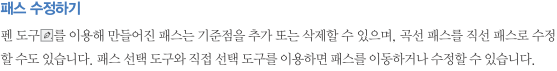 패스 수정하기
펜 도구를 이용해 만들어진 패스는 기준점을 추가 또는 삭제할 수 있으며, 곡선 패스를 직선 패스로 수정
할 수도 있습니다. 패스 선택 도구와 직접 선택 도구를 이용하면 패스를 이동하거나 수정할 수 있습니다.